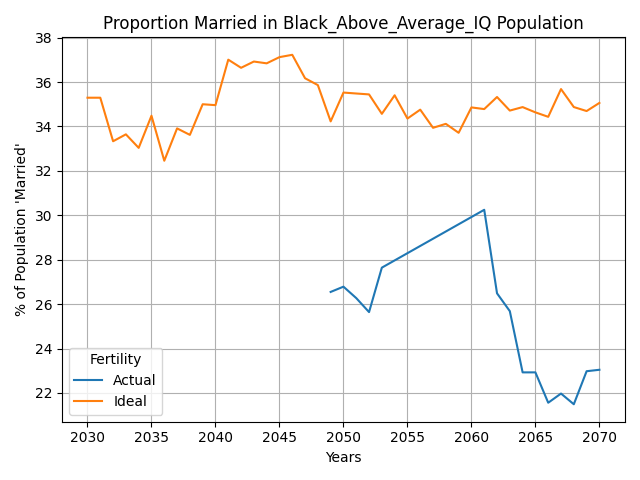 Proportion Married in Black_Above_Average_IQ Population
% of Population 'Married'
38
36
34
32
30
28
26
24
22
Fertility
Actual
Ideal
2030 2035 2040 2045 2050 2055 2060 2065 2070
Years